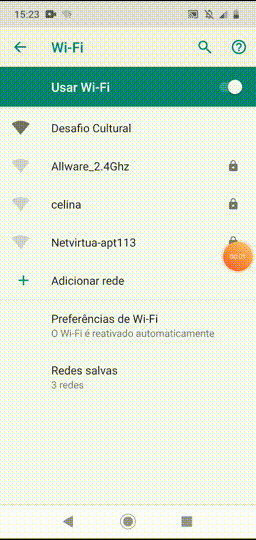 15:23
Wi-Fi
Usar Wi-Fi
Desafio Cultural
Allware_2.4Ghz
celina
Netvirtua-apt113
00:01
Adicionar rede
Preferências de Wi-Fi
O Wi-Fi é reativado automaticamente
Redes salvas
3 redes